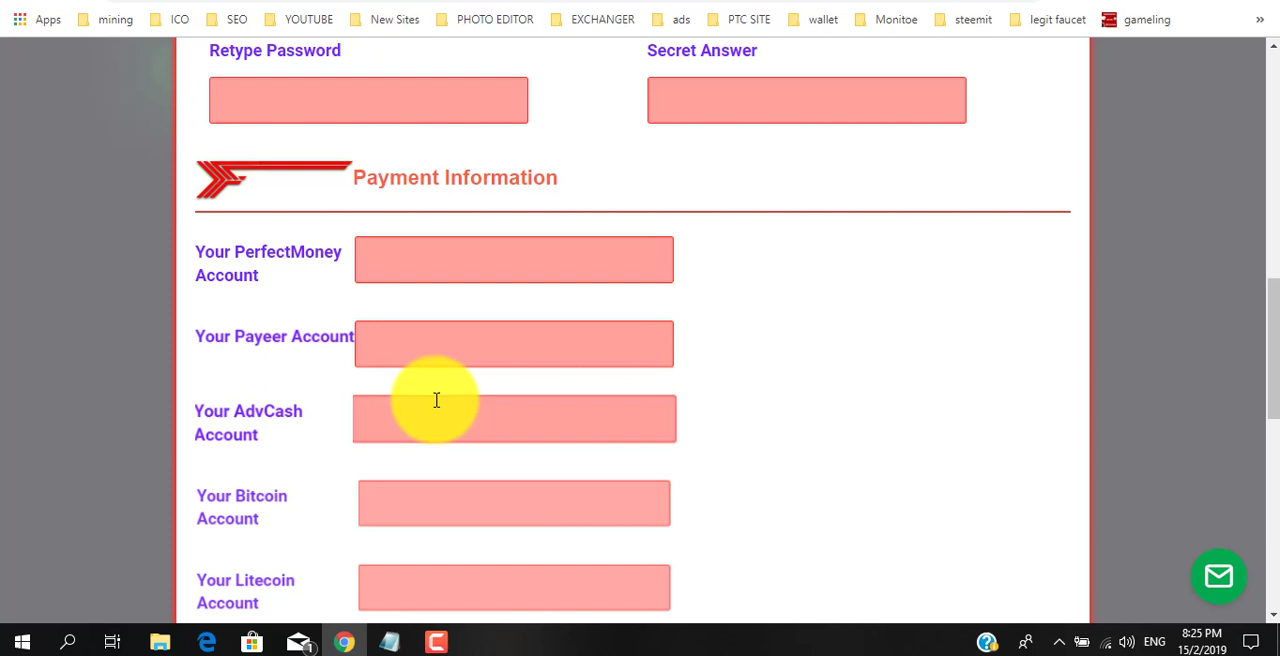 Apps mining ICO SEO YOUTUBE New Sites PHOTO EDITOR EXCHANGER ads PTC SITE wallet Monitoe steemit legit faucet gameling »
Retype Password Secret Answer
Payment Information
Your PerfectMoney
Account
Your Payeer Account
Your AdvCash
Account
Your Bitcoin
Account
Your Litecoin
Account
1 C ENG 8:25 PM
15/2/2019